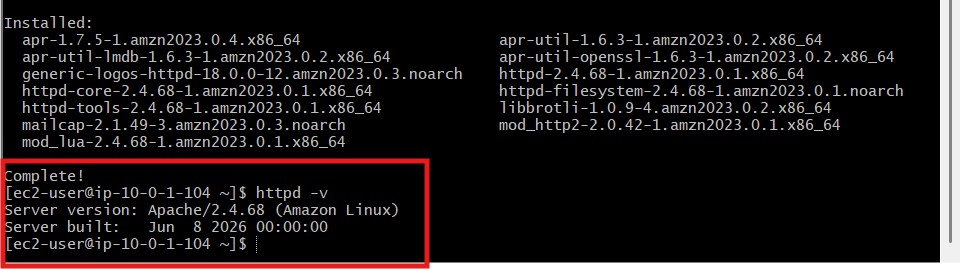 Installed:
apr-1.7.5-1.amzn2023.0.4.x86_64 apr-util-1.6.3-1.amzn2023.0.2.x86_64
apr-util-lmdb-1.6.3-1.amzn2023.0.2.x86_64 apr-util-openssl-1.6.3-1.amzn2023.0.2.x86_64
generic-logos-httpd-18.0.0-12.amzn2023.0.3.noarch httpd-2.4.68-1.amzn2023.0.1.x86_64
httpd-core-2.4.68-1.amzn2023.0.1.x86_64 httpd-filesystem-2.4.68-1.amzn2023.0.1.noarch
httpd-tools-2.4.68-1.amzn2023.0.1.x86_64 libbrotli-1.0.9-4.amzn2023.0.2.x86_64
mailcap-2.1.49-3.amzn2023.0.3.noarch mod_http2-2.0.42-1.amzn2023.0.1.x86_64
mod_lua-2.4.68-1.amzn2023.0.1.x86_64
Complete!
[ec2-user@ip-10-0-1-104 ~]$ httpd -v
Server version: Apache/2.4.68 (Amazon Linux)
Server built:   Jun  8 2026 00:00:00
[ec2-user@ip-10-0-1-104 ~]$